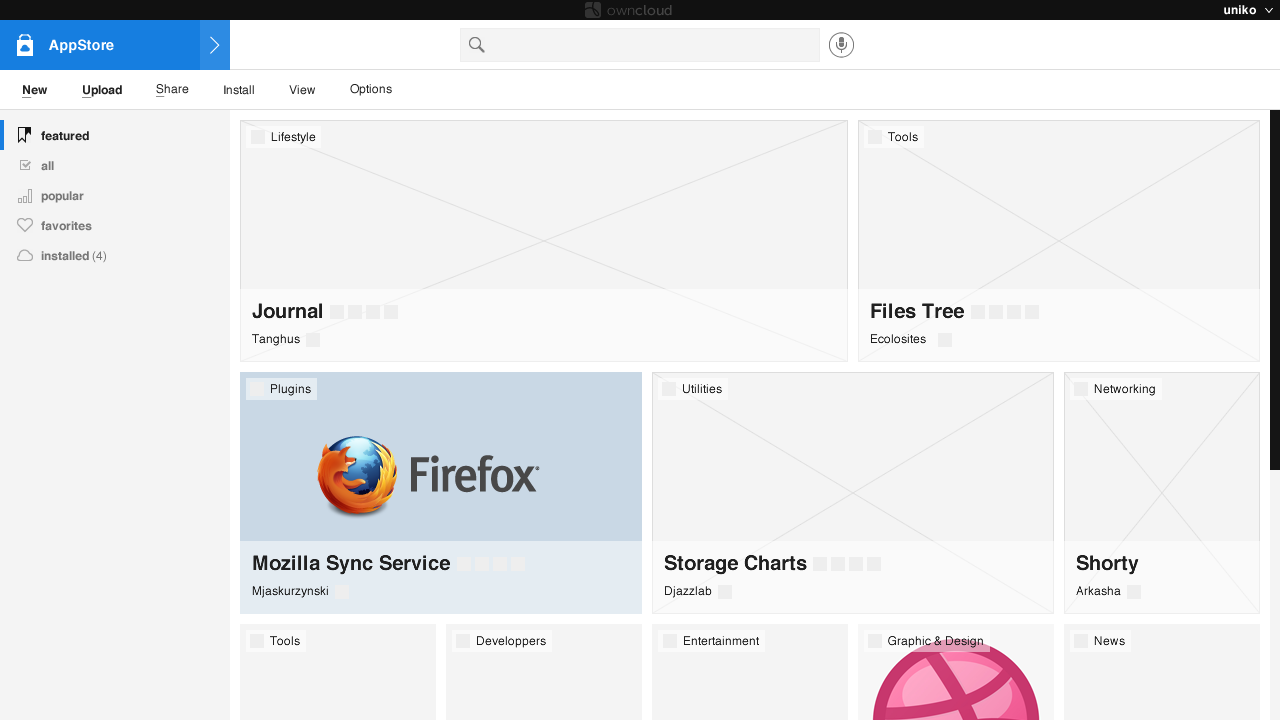 owncloud
uniko
AppStore
New Upload Share Install View Options
featured
all
popular
favorites
installed (4)
Lifestyle
Journal
Tanghus
Tools
Files Tree
Ecolosites
Plugins
Firefox
Mozilla Sync Service
Mjaskurzynski
Utilities
Storage Charts
Djazzlab
Networking
Shorty
Arkasha
Tools
Developpers
Entertainment
Graphic & Design
News